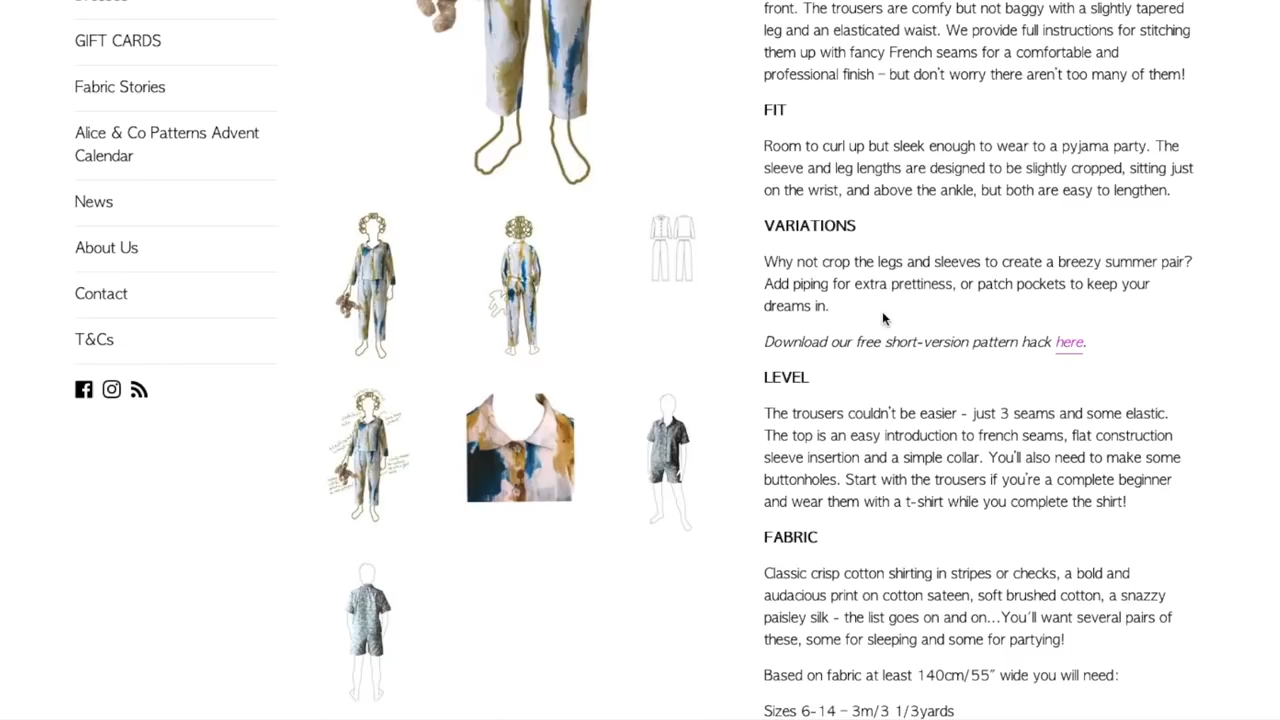 GIFT CARDS
Fabric Stories
Alice & Co Patterns Advent
Calendar
News
About Us
Contact
T&Cs
front. The trousers are comfy but not baggy with a slightly tapered
leg and an elasticated waist. We provide full instructions for stitching
them up with fancy French seams for a comfortable and
professional finish – but don't worry there aren't too many of them!
FIT
Room to curl up but sleek enough to wear to a pyjama party. The
sleeve and leg lengths are designed to be slightly cropped, sitting just
on the wrist, and above the ankle, but both are easy to lengthen.
VARIATIONS
Why not crop the legs and sleeves to create a breezy summer pair?
Add piping for extra prettiness, or patch pockets to keep your
dreams in.
Download our free short-version pattern hack here.
LEVEL
The trousers couldn't be easier - just 3 seams and some elastic.
The top is an easy introduction to french seams, flat construction
sleeve insertion and a simple collar. You'll also need to make some
buttonholes. Start with the trousers if you're a complete beginner
and wear them with a t-shirt while you complete the shirt!
FABRIC
Classic crisp cotton shirting in stripes or checks, a bold and
audacious print on cotton sateen, soft brushed cotton, a snazzy
paisley silk - the list goes on and on...You'll want several pairs of
these, some for sleeping and some for partying!
Based on fabric at least 140cm/55" wide you will need:
Sizes 6-14 – 3m/3 1/3yards